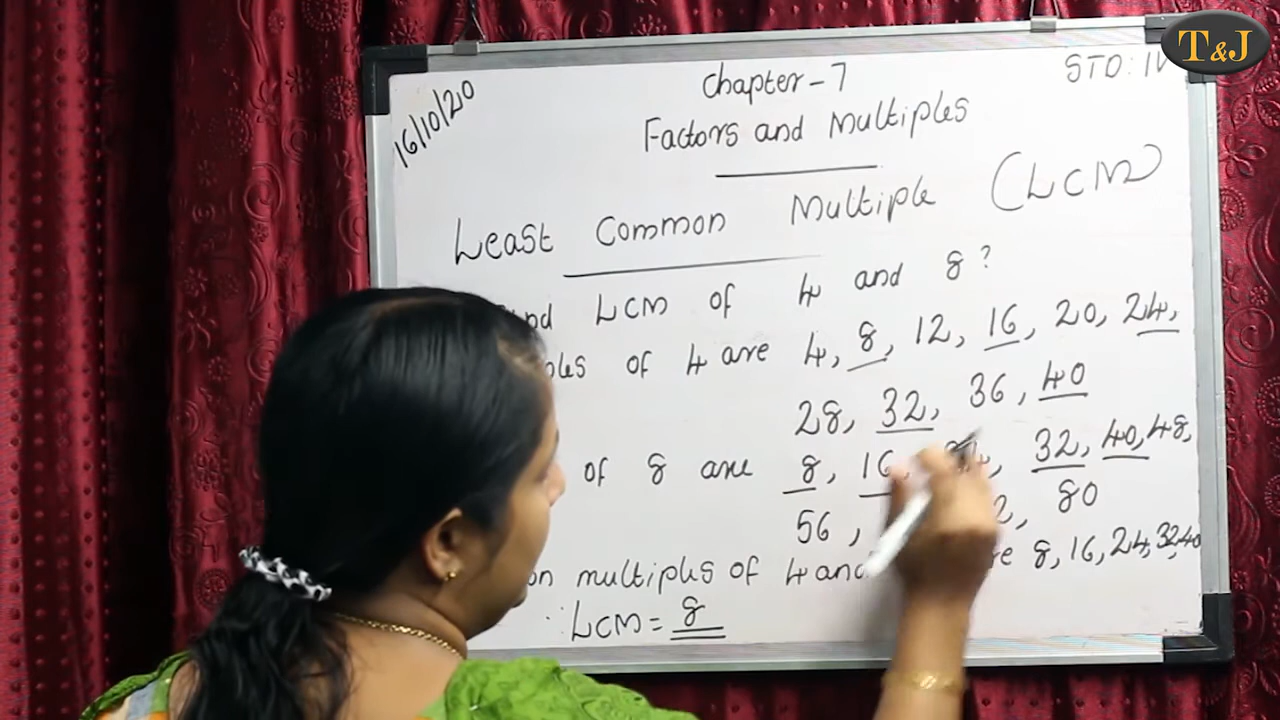 T&J
16/10/20
Chapter-7
STD: IV
Factors and Multiples
Least Common Multiple (LCM)
LCM of 4 and 8?
of 4 are 4, 8, 12, 16, 20, 24,
28, 32, 36, 40
of 8 are 8, 16, 32, 40, 48,
56, 80
multiples of 4 and 8, 16, 24, 32, 40
∴ LCM = 8